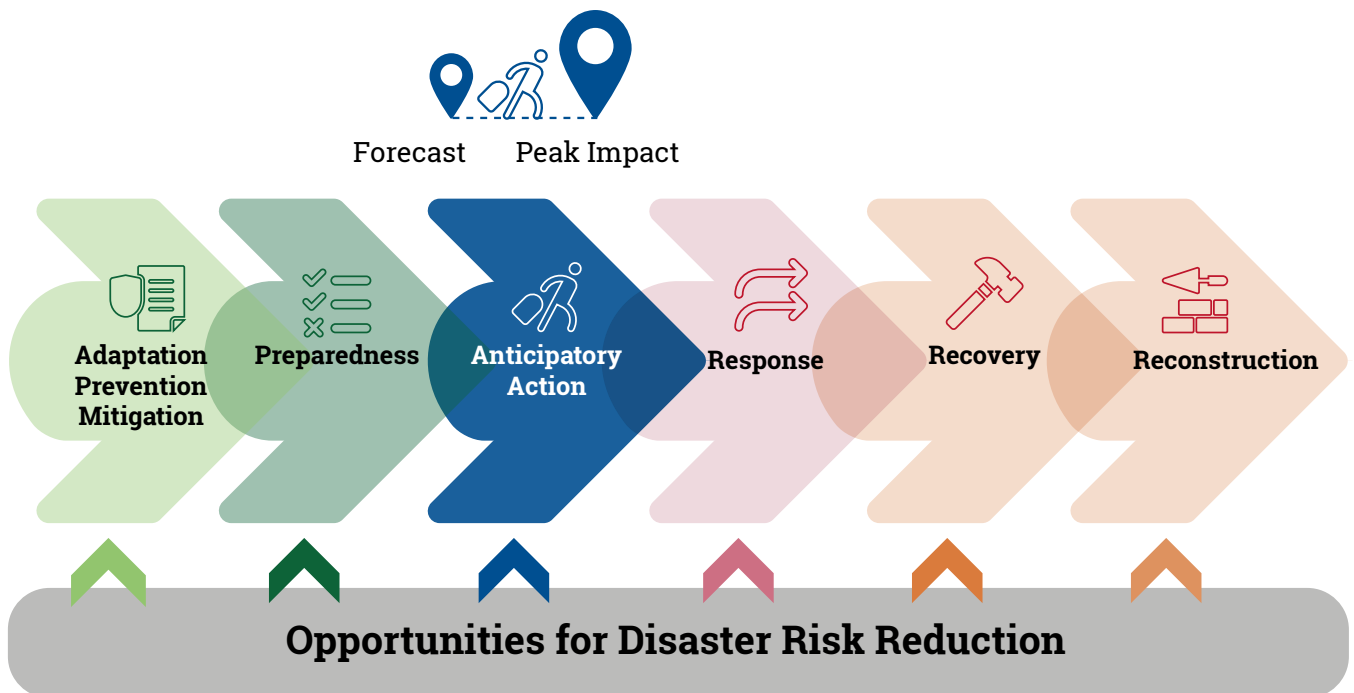 Forecast
Peak Impact
Adaptation
Prevention
Mitigation
Preparedness
Anticipatory
Action
Response
Recovery
Reconstruction
Opportunities for Disaster Risk Reduction